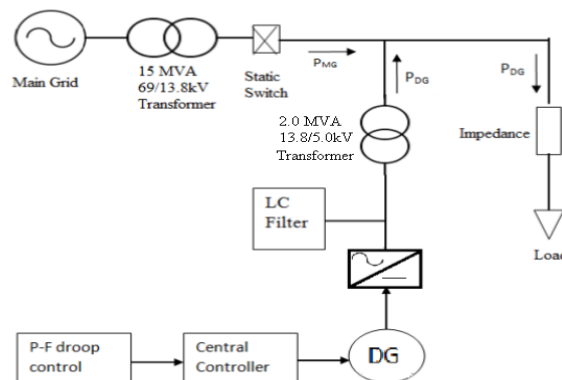 Main Grid
15 MVA
69/13.8kV
Transformer
Static
Switch
PMG
PDG
PDG
2.0 MVA
13.8/5.0kV
Transformer
Impedance
LC
Filter
Load
P-F droop
control
Central
Controller
DG